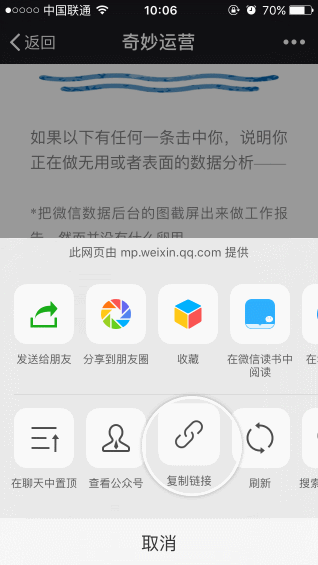 中国联通 10:06 70%
返回 奇妙运营
如果以下有任何一条击中你，说明你
正在做无用或者表面的数据分析——
*把微信数据后台的图截屏出来做工作报
告，然而并没有什么卵用
此网页由 mp.weixin.qq.com 提供
发送给朋友 分享到朋友圈 收藏 在微信读书中 在
阅读
在聊天中置顶 查看公众号 复制链接 刷新 搜索
取消